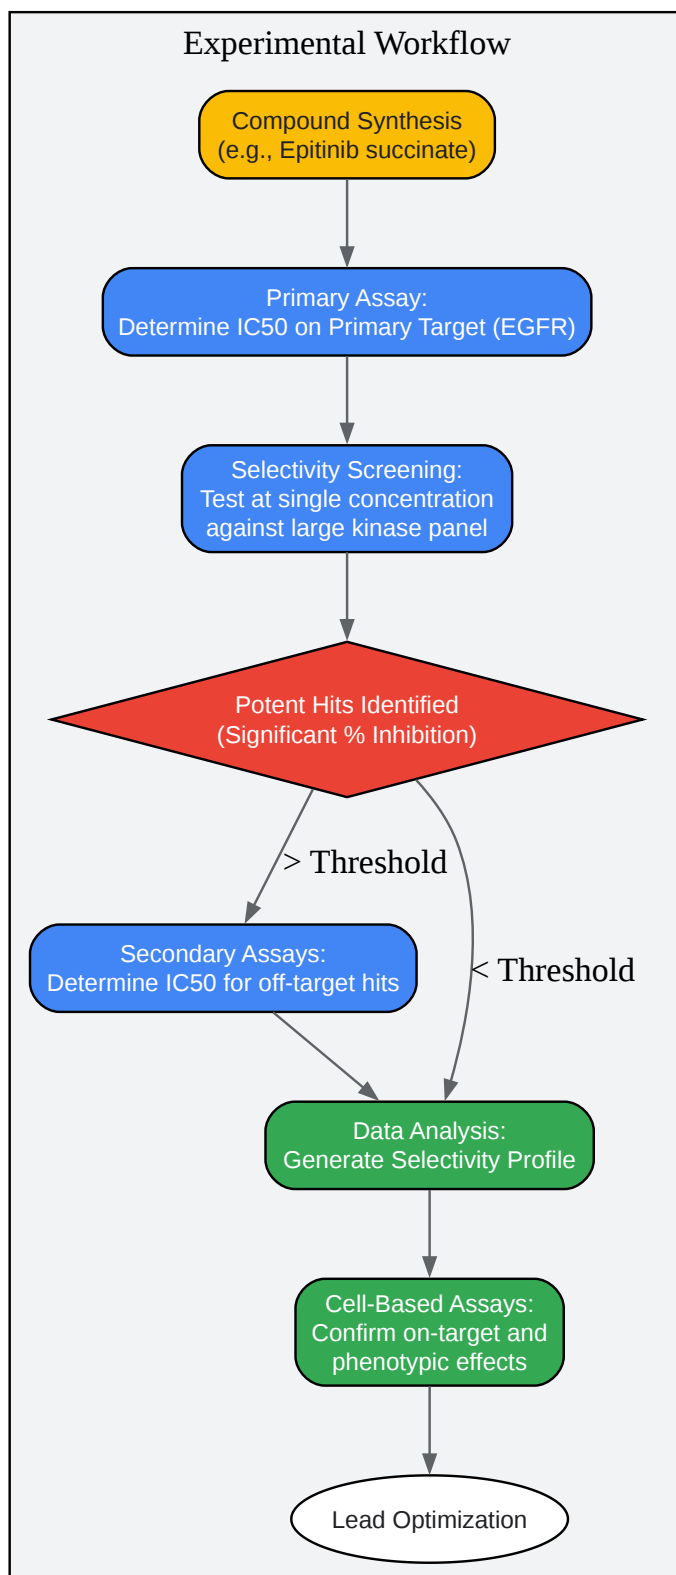 Experimental Workflow
Compound Synthesis
(e.g., Epitinib succinate)
Primary Assay:
Determine IC50 on Primary Target (EGFR)
Selectivity Screening:
Test at single concentration
against large kinase panel
Potent Hits Identified
(Significant % Inhibition)
> Threshold
Secondary Assays:
Determine IC50 for off-target hits
< Threshold
Data Analysis:
Generate Selectivity Profile
Cell-Based Assays:
Confirm on-target and
phenotypic effects
Lead Optimization